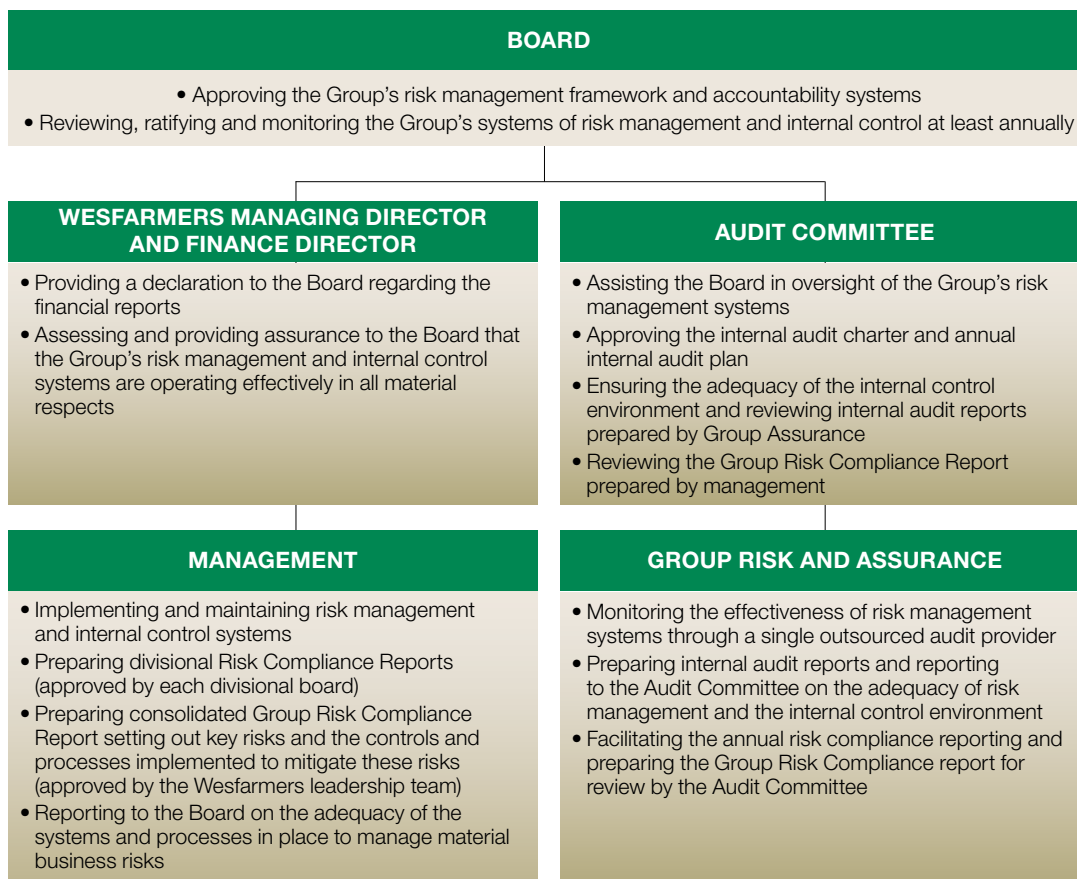 BOARD
• Approving the Group's risk management framework and accountability systems
• Reviewing, ratifying and monitoring the Group's systems of risk management and internal control at least annually
WESFARMERS MANAGING DIRECTOR
AND FINANCE DIRECTOR
• Providing a declaration to the Board regarding the
financial reports
• Assessing and providing assurance to the Board that
the Group's risk management and internal control
systems are operating effectively in all material
respects
AUDIT COMMITTEE
• Assisting the Board in oversight of the Group's risk
management systems
• Approving the internal audit charter and annual
internal audit plan
• Ensuring the adequacy of the internal control
environment and reviewing internal audit reports
prepared by Group Assurance
• Reviewing the Group Risk Compliance Report
prepared by management
MANAGEMENT
• Implementing and maintaining risk management
and internal control systems
• Preparing divisional Risk Compliance Reports
(approved by each divisional board)
• Preparing consolidated Group Risk Compliance
Report setting out key risks and the controls and
processes implemented to mitigate these risks
(approved by the Wesfarmers leadership team)
• Reporting to the Board on the adequacy of the
systems and processes in place to manage material
business risks
GROUP RISK AND ASSURANCE
• Monitoring the effectiveness of risk management
systems through a single outsourced audit provider
• Preparing internal audit reports and reporting
to the Audit Committee on the adequacy of risk
management and the internal control environment
• Facilitating the annual risk compliance reporting and
preparing the Group Risk Compliance report for
review by the Audit Committee